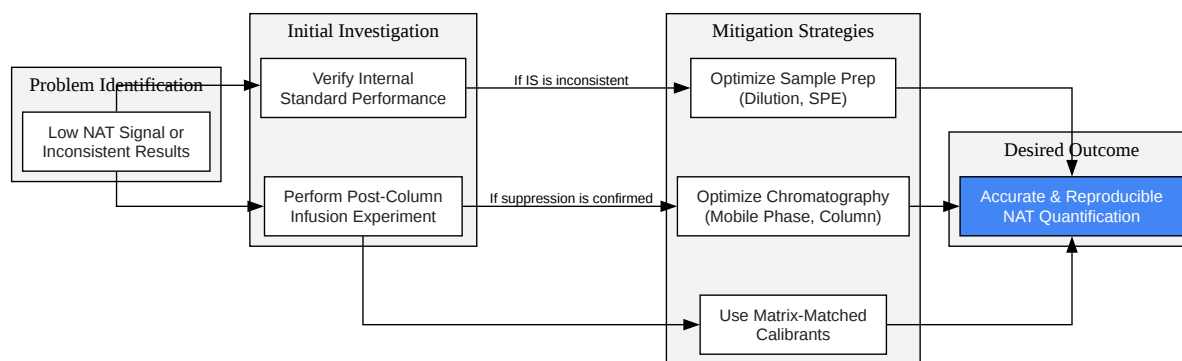 Problem Identification
Low NAT Signal or
Inconsistent Results
Initial Investigation
Verify Internal
Standard Performance
Perform Post-Column
Infusion Experiment
If IS is inconsistent
If suppression is confirmed
Mitigation Strategies
Optimize Sample Prep
(Dilution, SPE)
Optimize Chromatography
(Mobile Phase, Column)
Use Matrix-Matched
Calibrants
Desired Outcome
Accurate & Reproducible
NAT Quantification